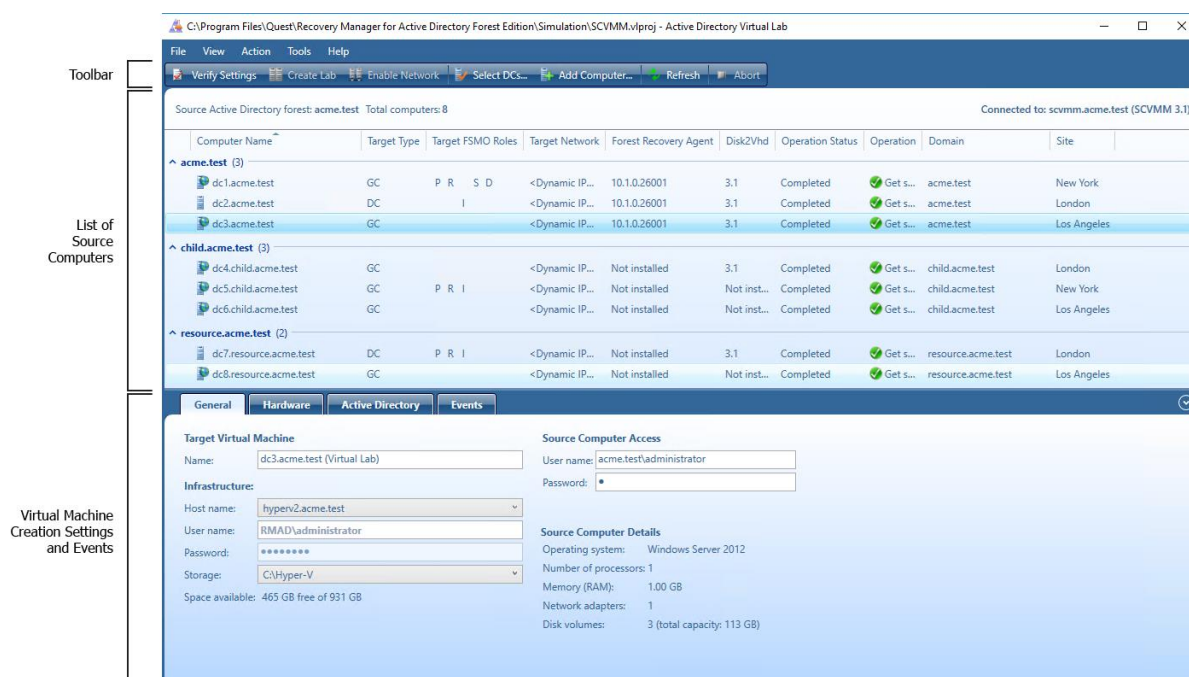 C:\Program Files\Quest\Recovery Manager for Active Directory Forest Edition\Simulation\SCVMM.vlproj - Active Directory Virtual Lab
File View Action Tools Help
Toolbar
Verify Settings Create Lab Enable Network Select DCs... Add Computer... Refresh Abort
Source Active Directory forest: acme.test Total computers: 8 Connected to: scvmm.acme.test (SCVMM 3.1)
Computer Name Target Type Target FSMO Roles Target Network Forest Recovery Agent Disk2Vhd Operation Status Operation Domain Site
acme.test (3)
dc1.acme.test GC P R S D <Dynamic IP... 10.1.0.26001 3.1 Completed Get s... acme.test New York
dc2.acme.test DC I <Dynamic IP... 10.1.0.26001 3.1 Completed Get s... acme.test London
dc3.acme.test GC <Dynamic IP... 10.1.0.26001 3.1 Completed Get s... acme.test Los Angeles
List of
Source
Computers
child.acme.test (3)
dc4.child.acme.test GC <Dynamic IP... Not installed 3.1 Completed Get s... child.acme.test London
dc5.child.acme.test GC P R I <Dynamic IP... Not installed Not inst... Completed Get s... child.acme.test New York
dc6.child.acme.test GC <Dynamic IP... Not installed Not inst... Completed Get s... child.acme.test Los Angeles
resource.acme.test (2)
dc7.resource.acme.test DC P R I <Dynamic IP... Not installed 3.1 Completed Get s... resource.acme.test London
dc8.resource.acme.test GC <Dynamic IP... Not installed Not inst... Completed Get s... resource.acme.test Los Angeles
General Hardware Active Directory Events
Target Virtual Machine Source Computer Access
Name: dc3.acme.test (Virtual Lab) User name: acme.test\administrator
Infrastructure: Password: •
Host name: hyperv2.acme.test
Virtual Machine
Creation Settings
and Events
User name: RMAD\administrator Source Computer Details
Password: •••••••• Operating system: Windows Server 2012
Storage: C:\Hyper-V Number of processors: 1
Space available: 465 GB free of 931 GB Memory (RAM): 1.00 GB
Network adapters: 1
Disk volumes: 3 (total capacity: 113 GB)